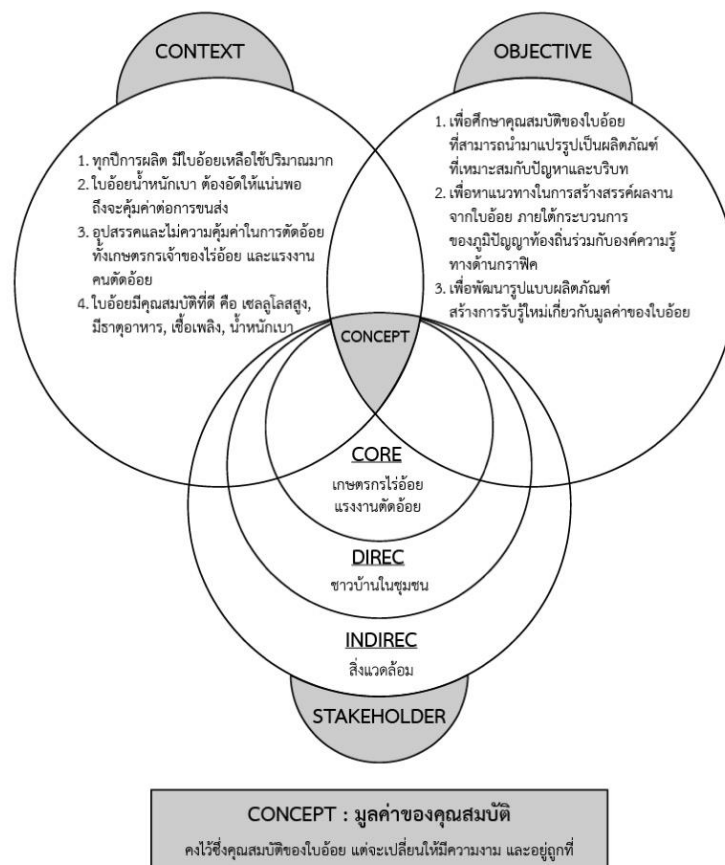 CONTEXT
1. ทุกปีการผลิต มีใบอ้อยเหลือใช้ปริมาณมาก
2. ใบอ้อยน้ำหนักเบา ต้องอัดให้แน่นพอ
ถึงจะคุ้มค่าต่อการขนส่ง
3. อุปสรรคและไม่ความคุ้มค่าในการตัดอ้อย
ทั้งเกษตรกรเจ้าของไร่อ้อย และแรงงาน
คนตัดอ้อย
4. ใบอ้อยมีคุณสมบัติที่ดี คือ เซลลูโลสสูง,
มีธาตุอาหาร, เชื้อเพลิง, น้ำหนักเบา
OBJECTIVE
1. เพื่อศึกษาคุณสมบัติของใบอ้อย
ที่สามารถนำมาแปรรูปเป็นผลิตภัณฑ์
ที่เหมาะสมกับปัญหาและบริบท
2. เพื่อหาแนวทางในการสร้างสรรค์ผลงาน
จากใบอ้อย ภายใต้กระบวนการ
ของภูมิปัญญาท้องถิ่นร่วมกับองค์ความรู้
ทางด้านกราฟิค
3. เพื่อพัฒนารูปแบบผลิตภัณฑ์
สร้างการรับรู้ใหม่เกี่ยวกับมูลค่าของใบอ้อย
CONCEPT
CORE
เกษตรกรไร่อ้อย
แรงงานตัดอ้อย
DIREC
ชาวบ้านในชุมชน
INDIREC
สิ่งแวดล้อม
STAKEHOLDER
CONCEPT : มูลค่าของคุณสมบัติ
คงไว้ซึ่งคุณสมบัติของใบอ้อย แต่จะเปลี่ยนให้มีความงาม และอยู่ถูกที่